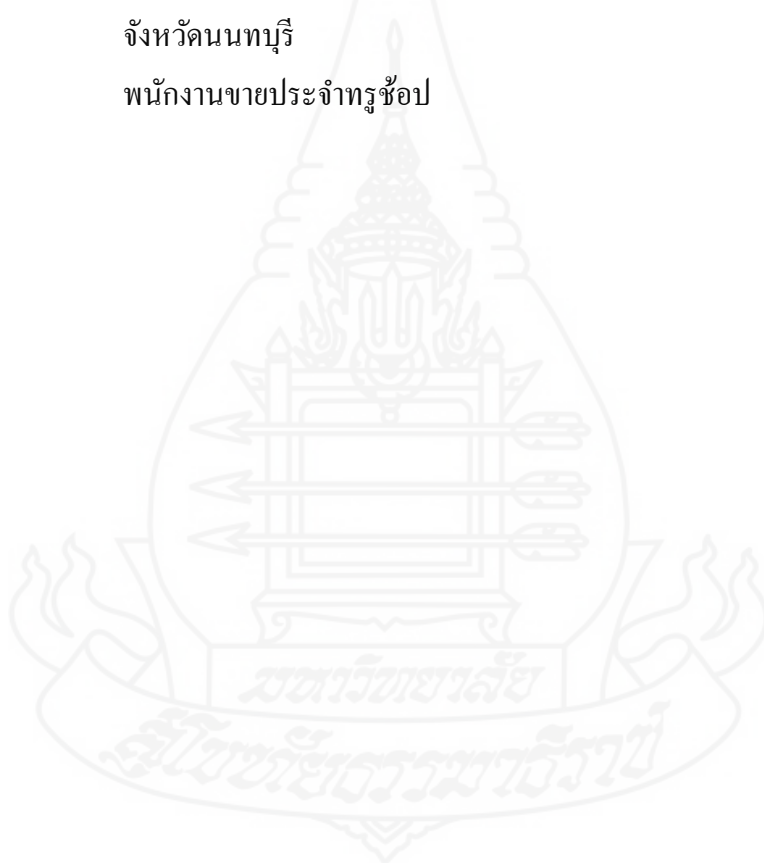 จังหวัดนนทบุรี
พนักงานขายประจำทรูช้อป
มหาวิทยาลัย
สุโขทัยธรรมาธิราช